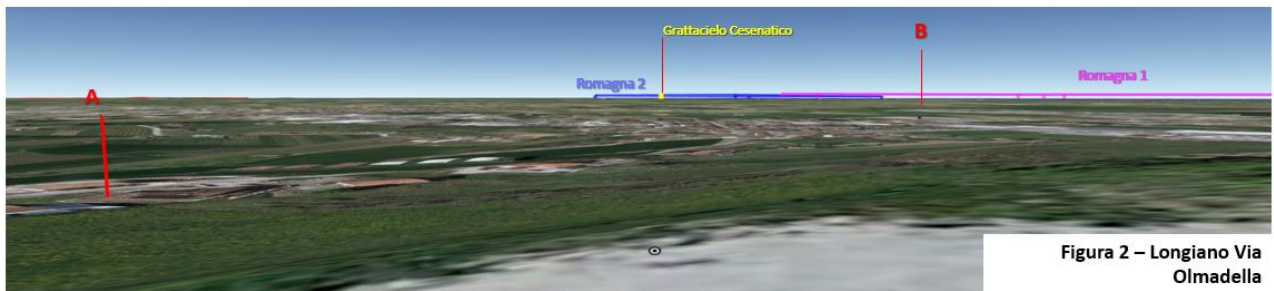 Grattacielo Cesenatico
B
Romagna 2
Romagna 1
A
Figura 2 – Longiano Via
Olmadella